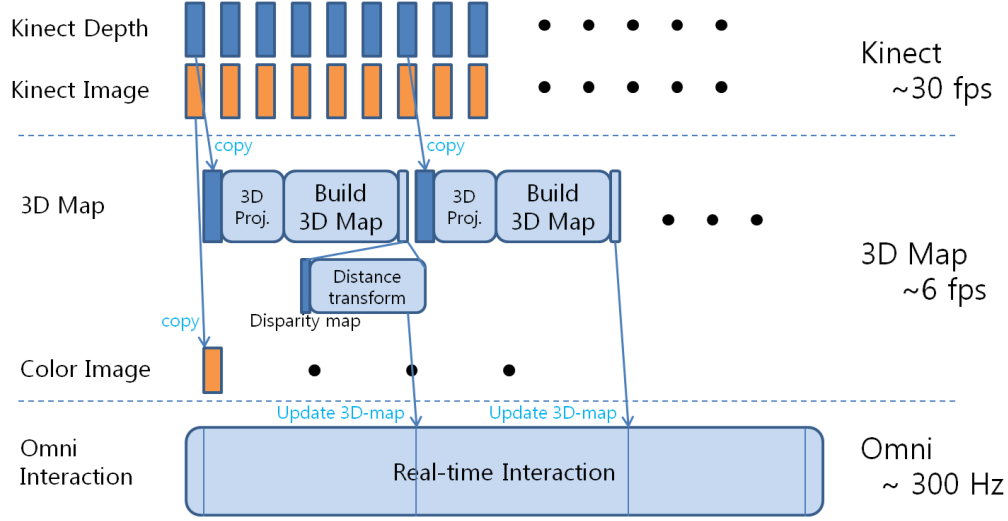 Kinect Depth
Kinect Image
Kinect
~30 fps
copy
copy
3D Map
3D
Proj.
Build
3D Map
3D
Proj.
Build
3D Map
3D Map
~6 fps
Distance
transform
Disparity map
copy
Color Image
Update 3D-map
Update 3D-map
Omni
Interaction
Real-time Interaction
Omni
~ 300 Hz